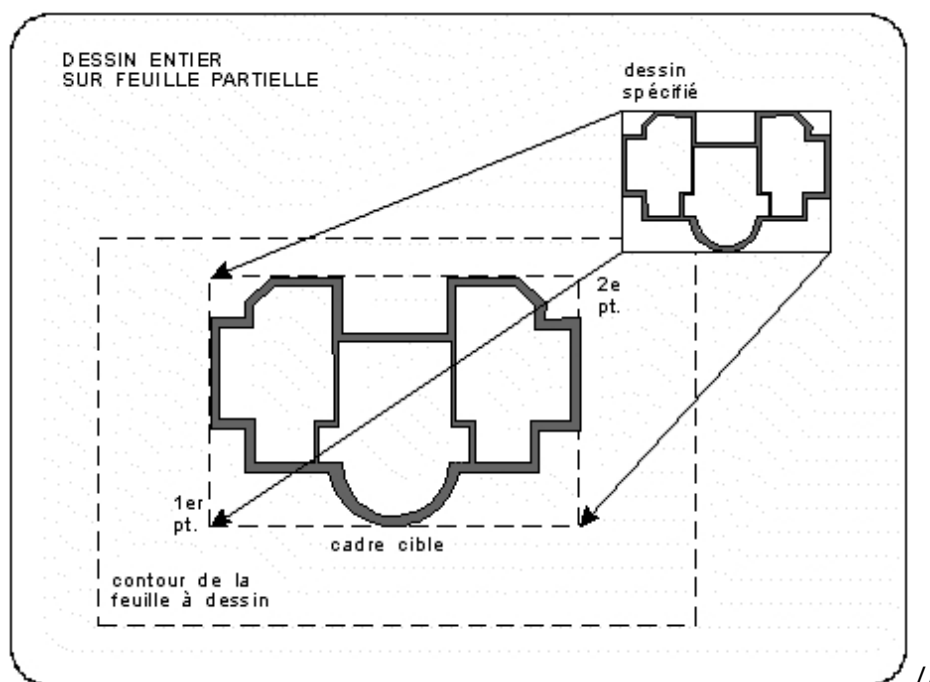 DESSIN ENTIER
SUR FEUILLE PARTIELLE
dessin
spécifié
2e
pt.
1er
pt.
cadre cible
contour de la
feuille à dessin